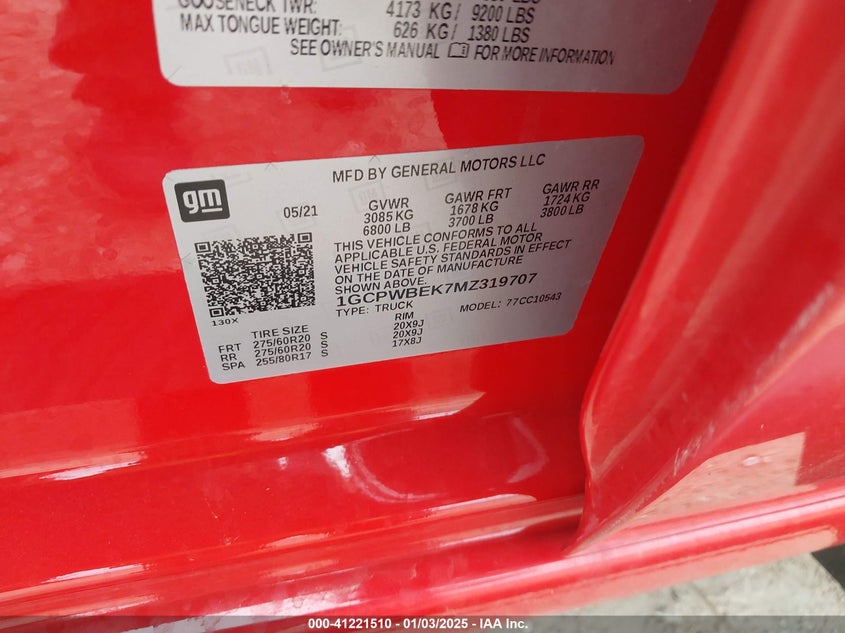 GOOSENECK TWR: 4173 KG/ 9200 LBS
MAX TONGUE WEIGHT: 626 KG/ 1380 LBS
SEE OWNER'S MANUAL FOR MORE INFORMATION
MFD BY GENERAL MOTORS LLC
gm
05/21 GVWR GAWR FRT GAWR RR
3085 KG 1678 KG 1724 KG
6800 LB 3700 LB 3800 LB
THIS VEHICLE CONFORMS TO ALL
APPLICABLE U.S. FEDERAL MOTOR
VEHICLE SAFETY STANDARDS IN EFFECT
ON THE DATE OF MANUFACTURE
SHOWN ABOVE.
1GCPWBEK7MZ319707
TYPE: TRUCK MODEL: 77CC10543
130X
TIRE SIZE RIM
FRT 275/60R20 S 20X9J
RR 275/60R20 S 20X9J
SPA 255/80R17 S 17X8J
000-41221510 - 01/03/2025 - IAA Inc.